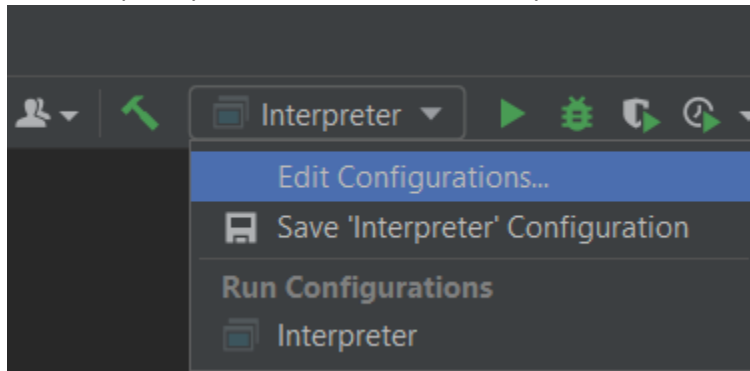 Interpreter
Edit Configurations...
Save 'Interpreter' Configuration
Run Configurations
Interpreter